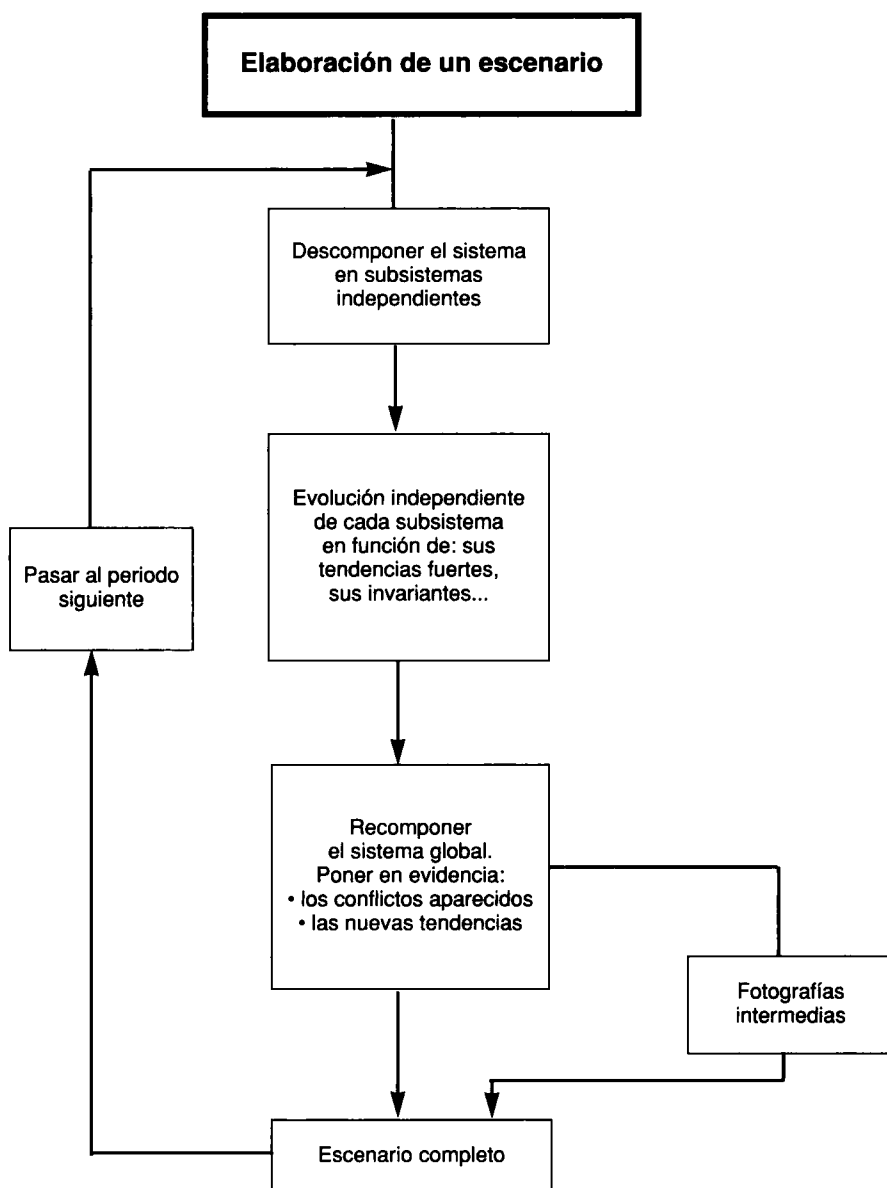 Elaboración de un escenario
Descomponer el sistema
en subsistemas
independientes
Evolución independiente
de cada subsistema
en función de: sus
tendencias fuertes,
sus invariantes...
Pasar al periodo
siguiente
Recomponer
el sistema global.
Poner en evidencia:
• los conflictos aparecidos
• las nuevas tendencias
Fotografías
intermedias
Escenario completo